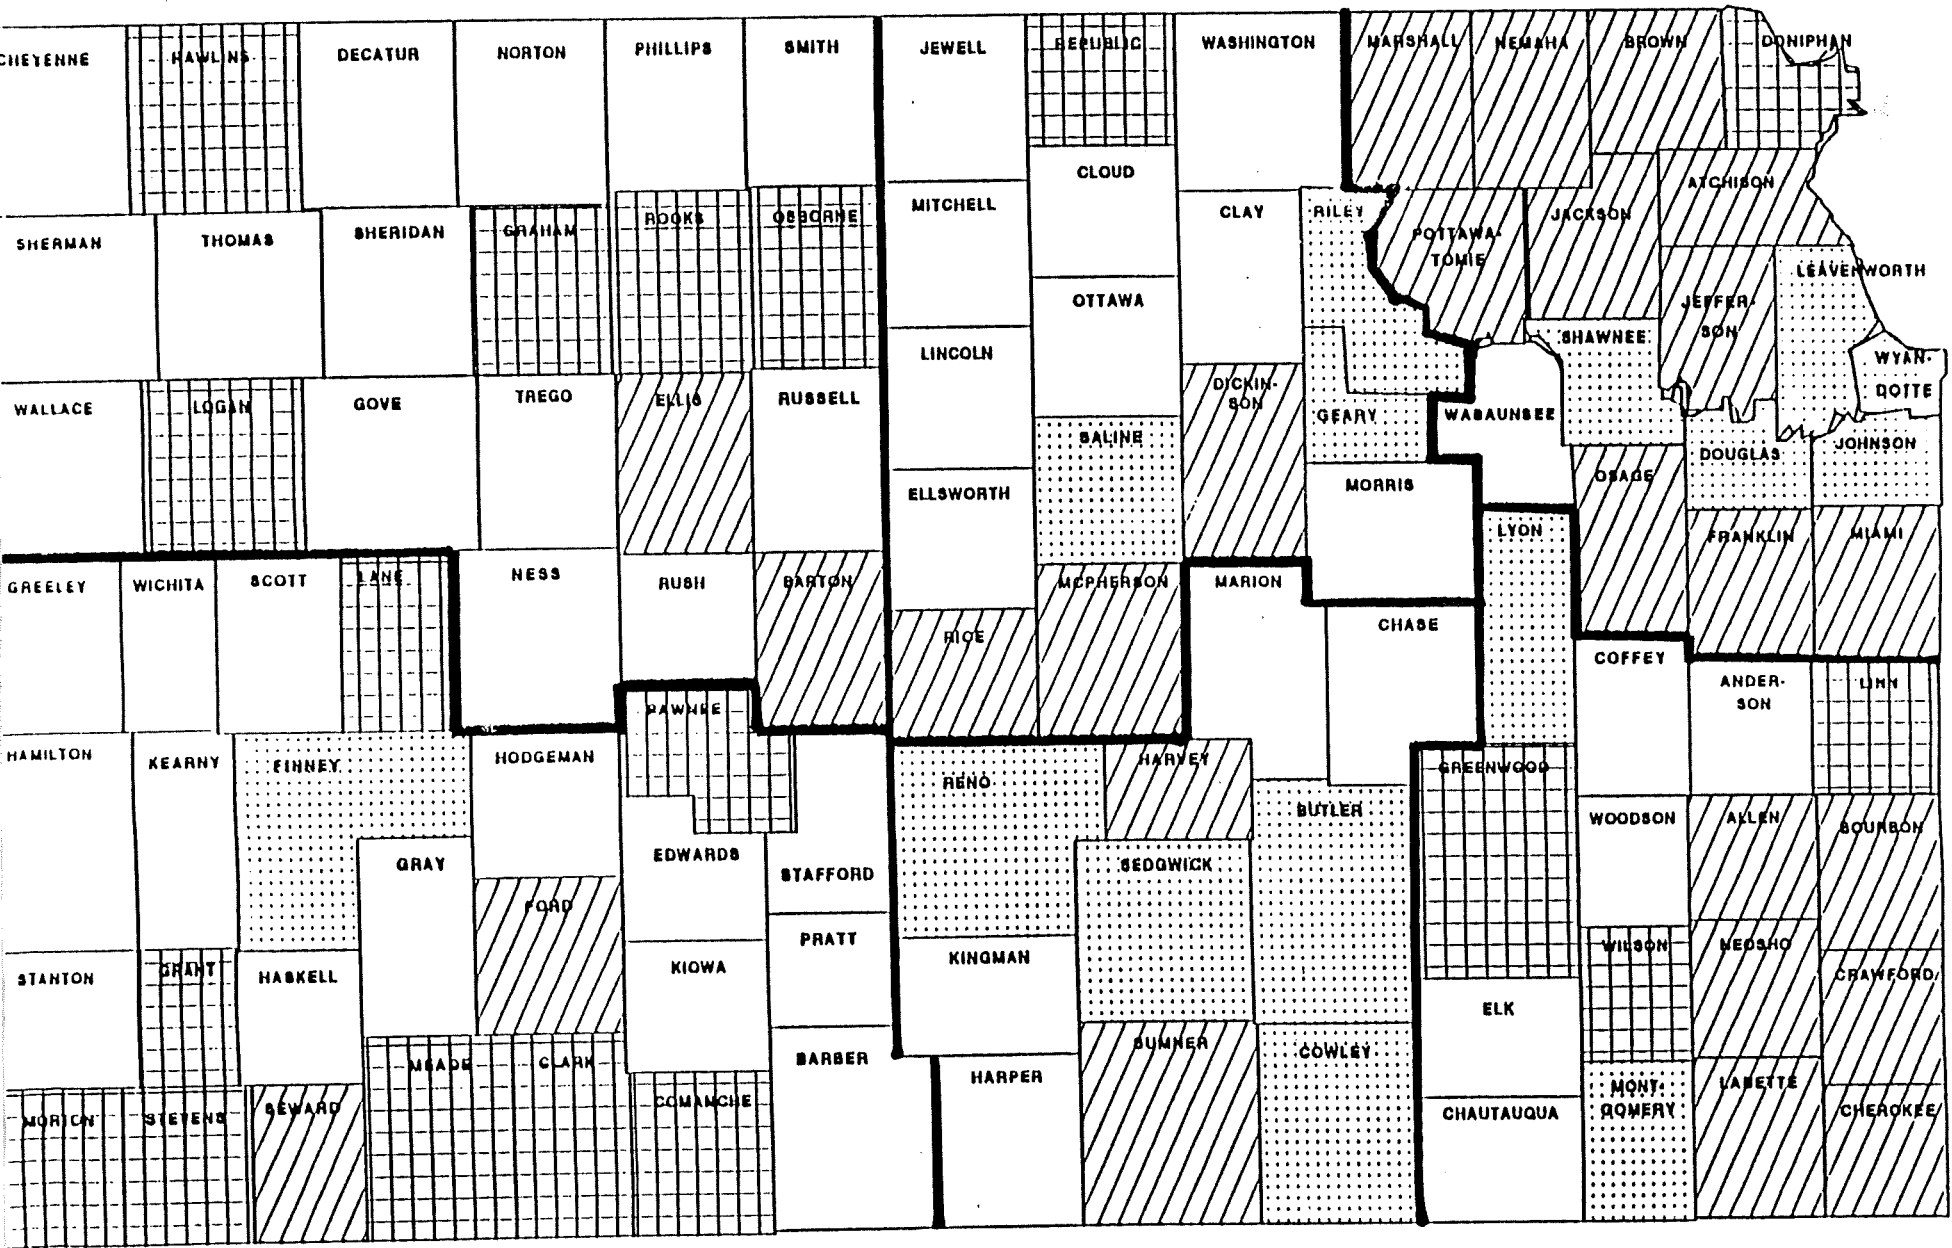 CHEYENNE
RAWLINS
DECATUR
NORTON
PHILLIPS
SMITH
JEWELL
REPUBLIC
WASHINGTON
MARSHALL
NEMAHA
BROWN
DONIPHAN
CLOUD
ATCHISON
SHERMAN
THOMAS
SHERIDAN
GRAHAM
ROOKS
OSBORNE
MITCHELL
CLAY
RILEY
POTTAWA-
TOMIE
JACKSON
LEAVENWORTH
OTTAWA
JEFFER-
SON
LINCOLN
SHAWNEE
WYAN-
DOTTE
WALLACE
LOGAN
GOVE
TREGO
ELLIS
RUSSELL
DICKIN-
SON
GEARY
WABAUNSEE
SALINE
DOUGLAS
JOHNSON
ELLSWORTH
MORRIS
OSAGE
LYON
FRANKLIN
MIAMI
GREELEY
WICHITA
SCOTT
LANE
NESS
RUSH
BARTON
MCPHERSON
MARION
RICE
CHASE
COFFEY
ANDER-
SON
LINN
PAWNEE
HAMILTON
KEARNY
FINNEY
HODGEMAN
RENO
HARVEY
GREENWOOD
BUTLER
WOODSON
ALLEN
BOURBON
GRAY
EDWARDS
STAFFORD
SEDGWICK
FORD
PRATT
KINGMAN
WILSON
NEOSHO
CRAWFORD
STANTON
GRANT
HASKELL
KIOWA
ELK
MEADE
CLARK
BARBER
HARPER
SUMNER
COWLEY
MONT-
GOMERY
LABETTE
CHEROKEE
MORTON
STEVENS
SEWARD
COMANCHE
CHAUTAUQUA